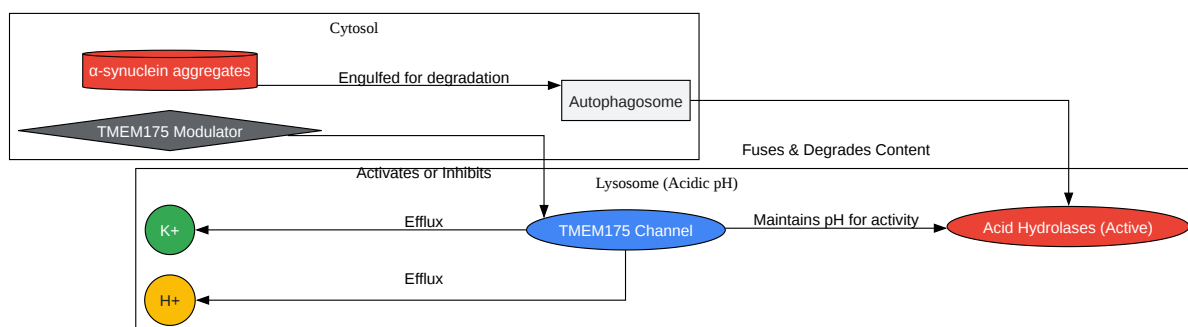 Cytosol
α-synuclein aggregates
Engulfed for degradation
Autophagosome
TMEM175 Modulator
Fuses & Degrades Content
Activates or Inhibits
Lysosome (Acidic pH)
K+
Efflux
TMEM175 Channel
Maintains pH for activity
Acid Hydrolases (Active)
Efflux
H+